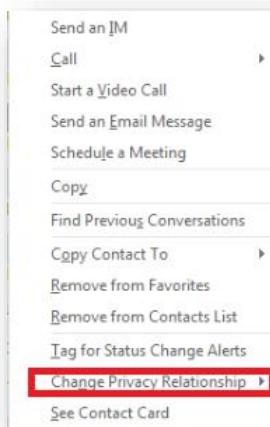 Send an IM
Call
Start a Video Call
Send an Email Message
Schedule a Meeting
Copy
Find Previous Conversations
Copy Contact To
Remove from Favorites
Remove from Contacts List
Tag for Status Change Alerts
Change Privacy Relationship
See Contact Card